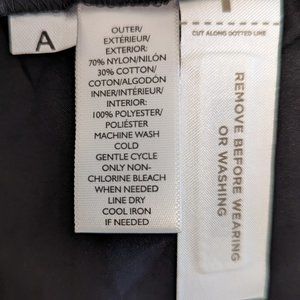 A
OUTER/
EXTÉRIEUR/
EXTERIOR:
70% NYLON/NILÓN
30% COTTON/
COTON/ALGODÓN
INNER/INTÉRIEUR/
INTERIOR:
100% POLYESTER/
POLIÉSTER
MACHINE WASH
COLD
GENTLE CYCLE
ONLY NON-
CHLORINE BLEACH
WHEN NEEDED
LINE DRY
COOL IRON
IF NEEDED
CUT ALONG DOTTED LINE
REMOVE BEFORE WEARING
OR WASHING